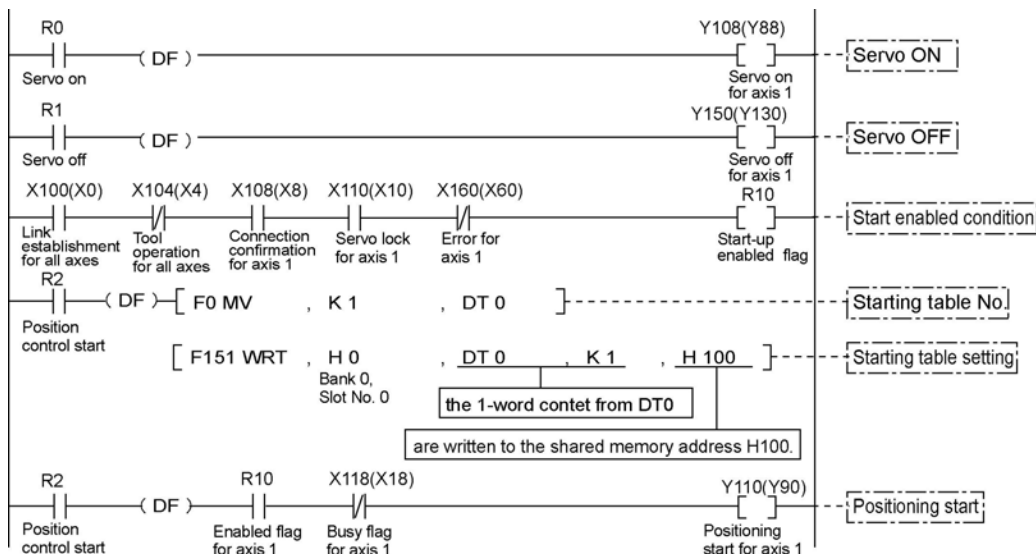 R0
Y108(Y88)
( DF )
Servo ON
Servo on
Servo on
for axis 1
R1
Y150(Y130)
( DF )
Servo OFF
Servo off
Servo off
for axis 1
X100(X0) X104(X4) X108(X8) X110(X10) X160(X60) R10
Start enabled condition
Link
establishment
for all axes
Tool
operation
for all axes
Connection
confirmation
for axis 1
Servo lock
for axis 1
Error for
axis 1
Start-up
enabled flag
R2
( DF ) [ F0 MV , K 1 , DT 0 ]
Starting table No.
Position
control start
[ F151 WRT , H 0 , DT 0 , K 1 , H 100 ]
Starting table setting
Bank 0,
Slot No. 0
the 1-word contet from DT0
are written to the shared memory address H100.
R2 R10 X118(X18) Y110(Y90)
( DF )
Positioning start
Position
control start
Enabled flag
for axis 1
Busy flag
for axis 1
Positioning
start for axis 1